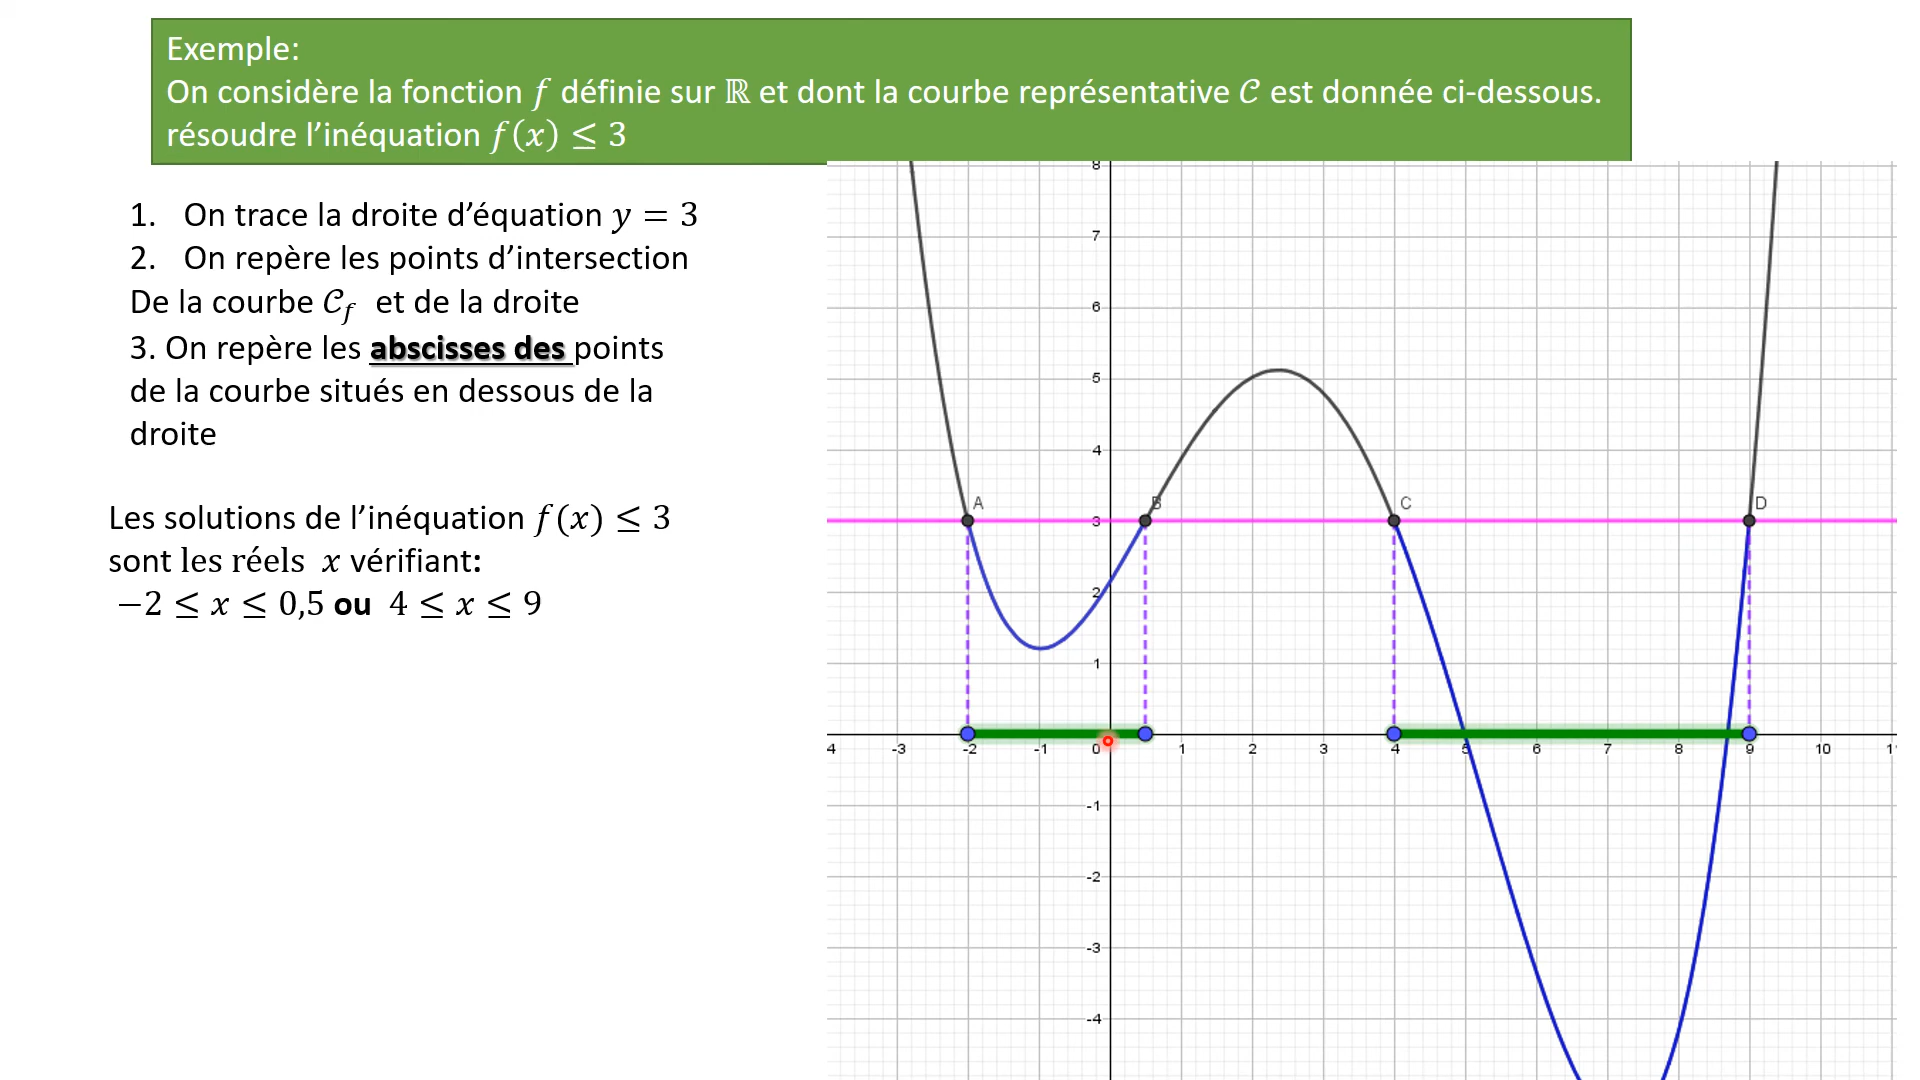 Exemple:
On considère la fonction f définie sur ℝ et dont la courbe représentative 𝒞 est donnée ci-dessous.
résoudre l’inéquation f(x) ≤ 3
1. On trace la droite d’équation y = 3
2. On repère les points d’intersection
De la courbe 𝒞f et de la droite
3. On repère les abscisses des points
de la courbe situés en dessous de la
droite
Les solutions de l’inéquation f(x) ≤ 3
sont les réels x vérifiant:
−2 ≤ x ≤ 0,5 ou 4 ≤ x ≤ 9
8
7
6
5
4
A B C D
3
2
1
4 -3 -2 -1 0 1 2 3 4 5 6 7 8 9 10 1
-1
-2
-3
-4